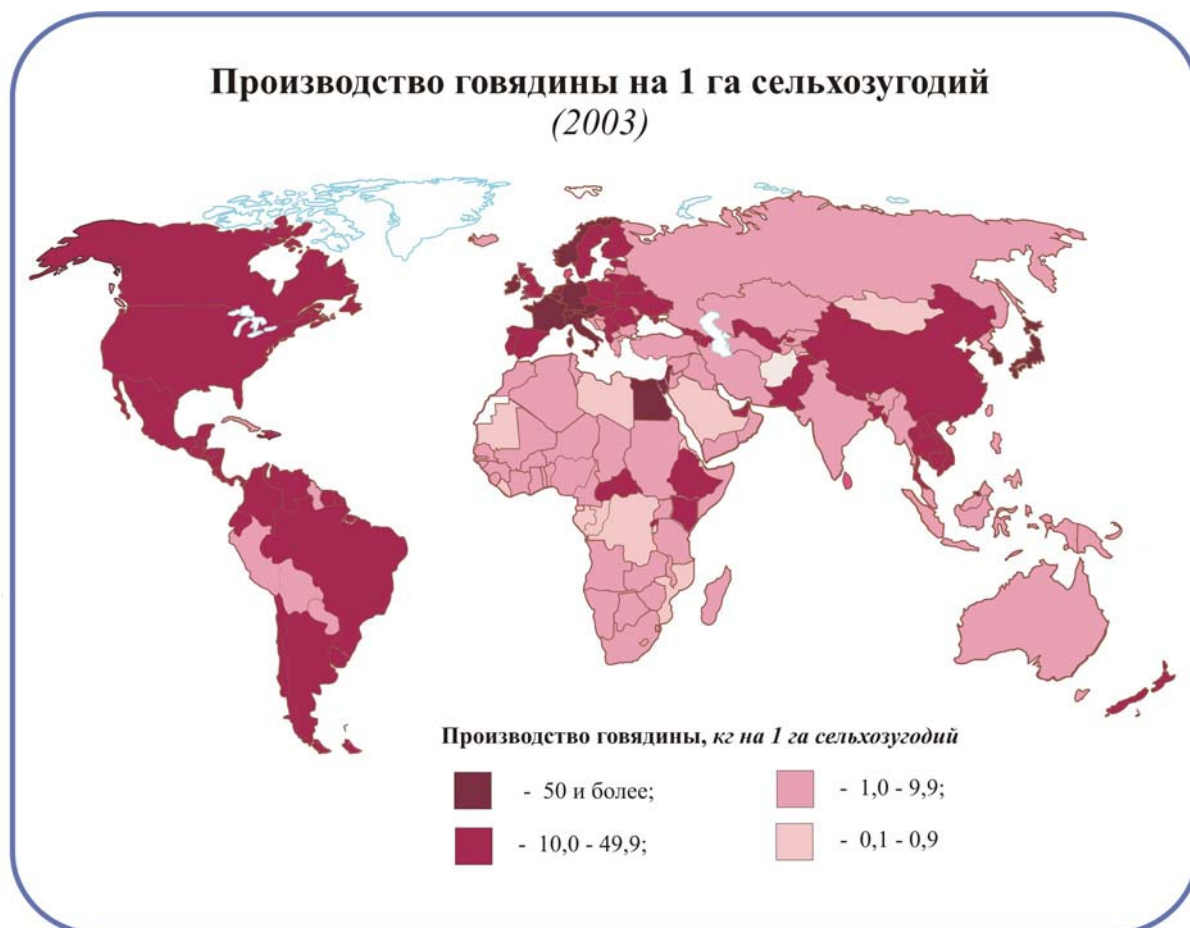 Производство говядины на 1 га сельхозугодий
(2003)
Производство говядины, кг на 1 га сельхозугодий
- 50 и более;
- 1,0 - 9,9;
- 10,0 - 49,9;
- 0,1 - 0,9